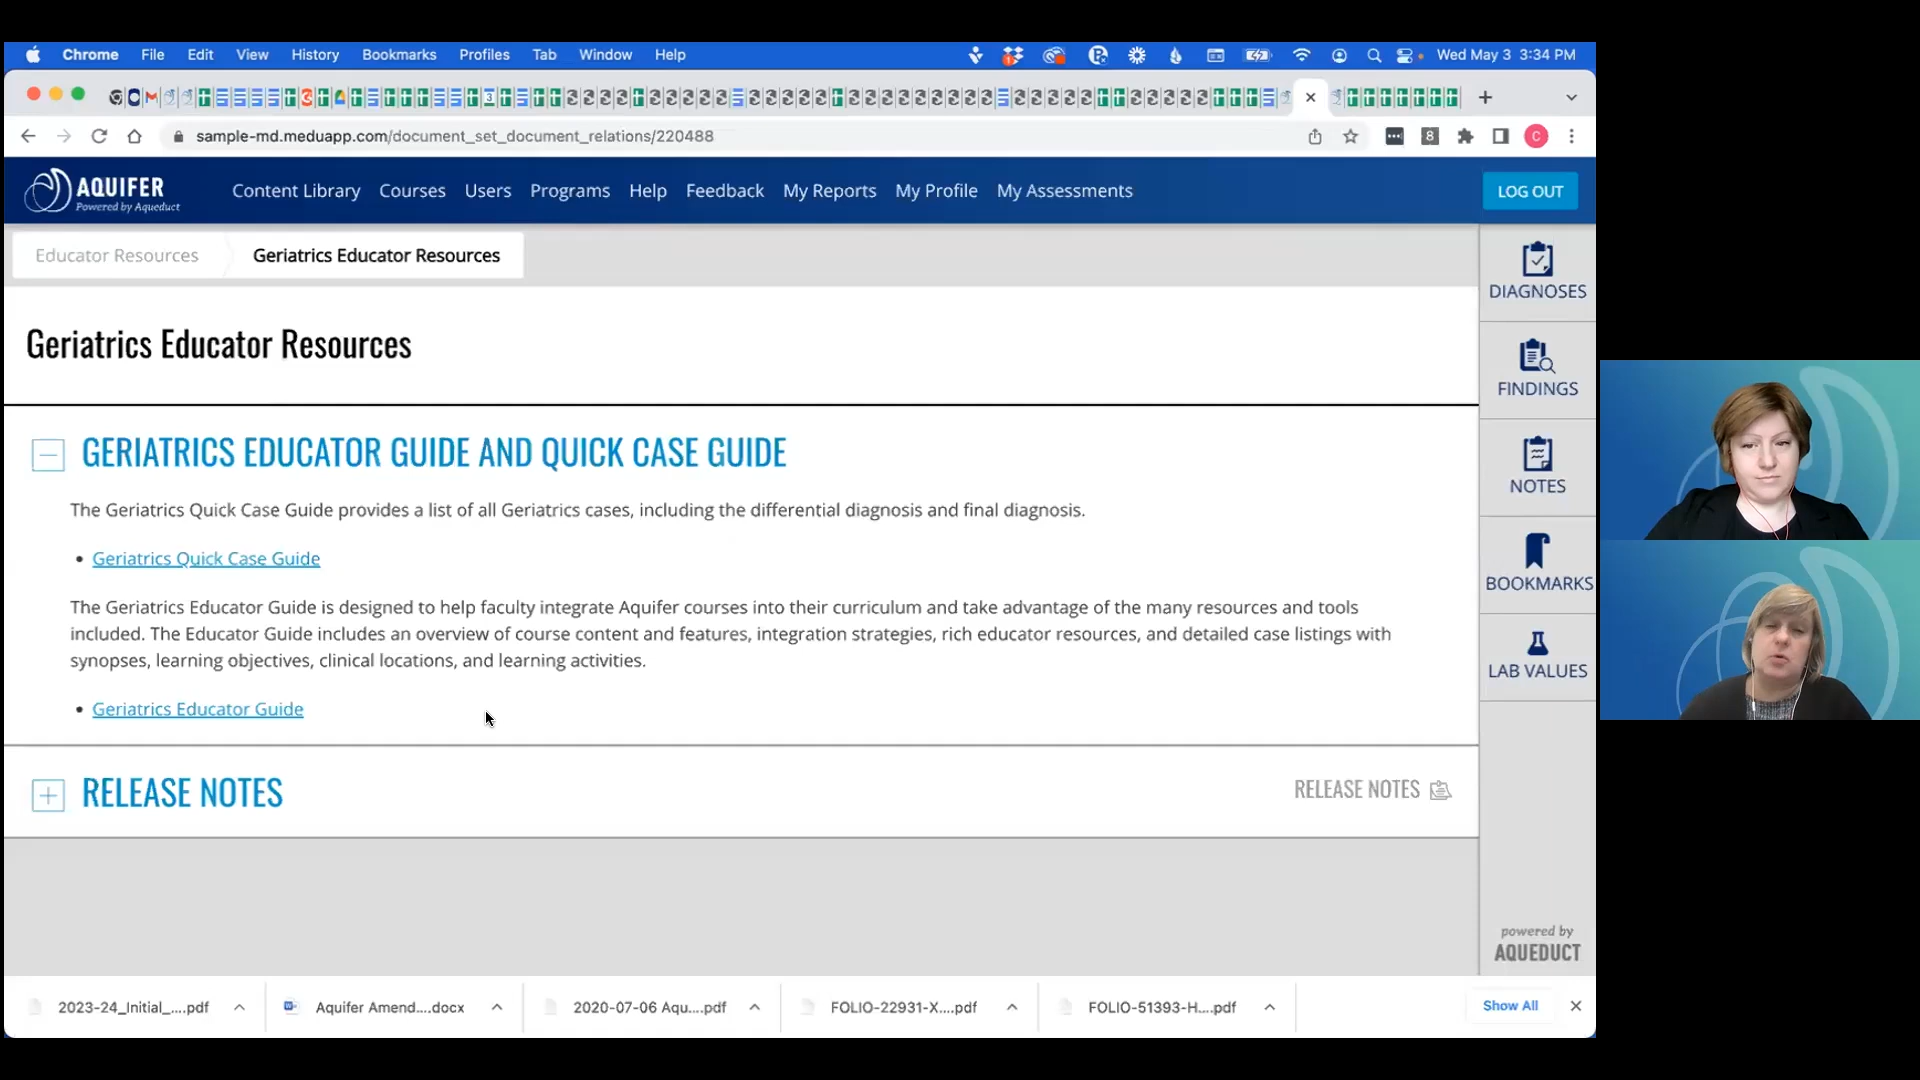 Chrome File Edit View History Bookmarks Profiles Tab Window Help Wed May 3 3:34 PM
sample-md.meduapp.com/document_set_document_relations/220488
AQUIFER
Powered by Aqueduct
Content Library Courses Users Programs Help Feedback My Reports My Profile My Assessments LOG OUT
Educator Resources Geriatrics Educator Resources
DIAGNOSES
Geriatrics Educator Resources
FINDINGS
GERIATRICS EDUCATOR GUIDE AND QUICK CASE GUIDE
NOTES
The Geriatrics Quick Case Guide provides a list of all Geriatrics cases, including the differential diagnosis and final diagnosis.
• Geriatrics Quick Case Guide
BOOKMARKS
The Geriatrics Educator Guide is designed to help faculty integrate Aquifer courses into their curriculum and take advantage of the many resources and tools
included. The Educator Guide includes an overview of course content and features, integration strategies, rich educator resources, and detailed case listings with
synopses, learning objectives, clinical locations, and learning activities.
LAB VALUES
• Geriatrics Educator Guide
RELEASE NOTES RELEASE NOTES
powered by
AQUEDUCT
2023-24_Initial_....pdf Aquifer Amend....docx 2020-07-06 Aqu....pdf FOLIO-22931-X....pdf FOLIO-51393-H....pdf Show All